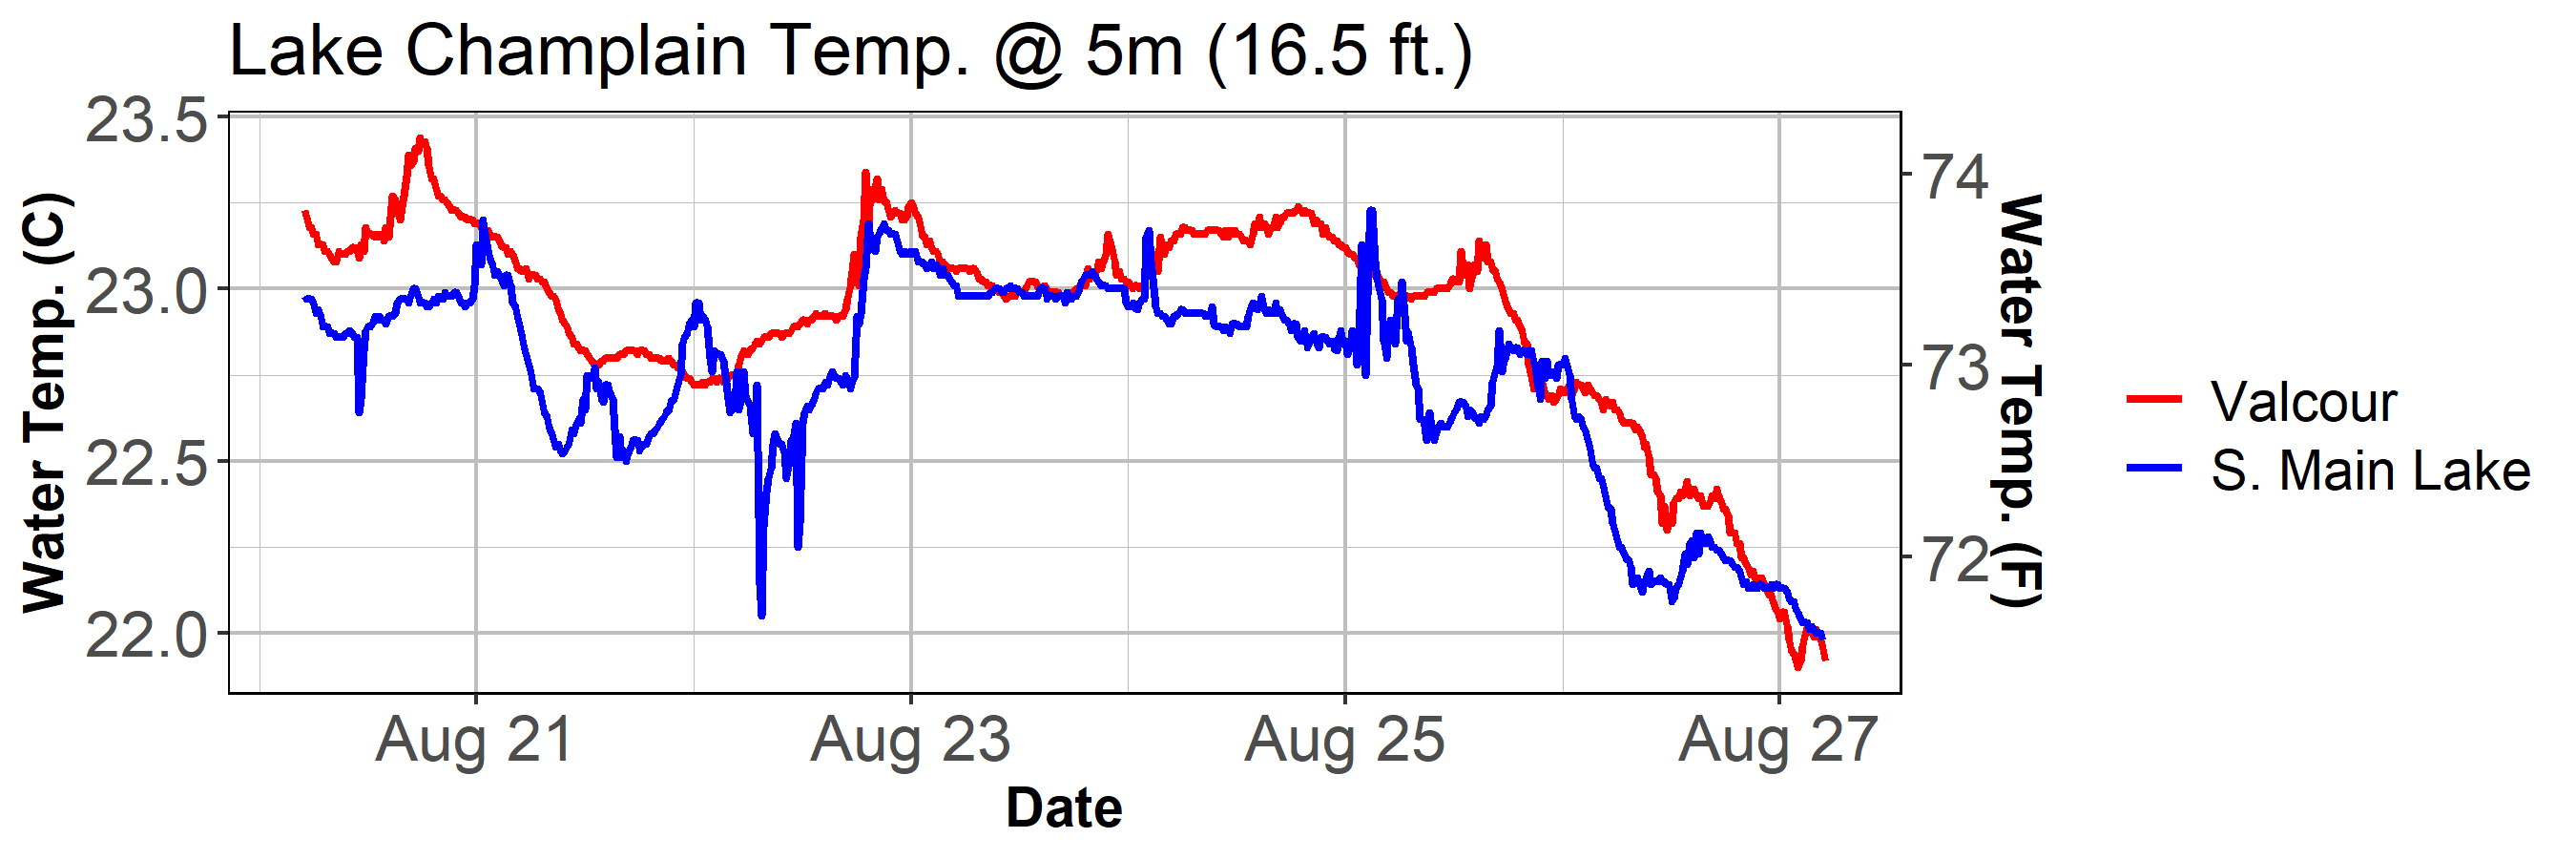 Lake Champlain Temp. @ 5m (16.5 ft.)
Water Temp. (C)
23.5
23.0
22.5
22.0
74
73
72
Water Temp. (F)
Aug 21
Aug 23
Aug 25
Aug 27
Date
Valcour
S. Main Lake